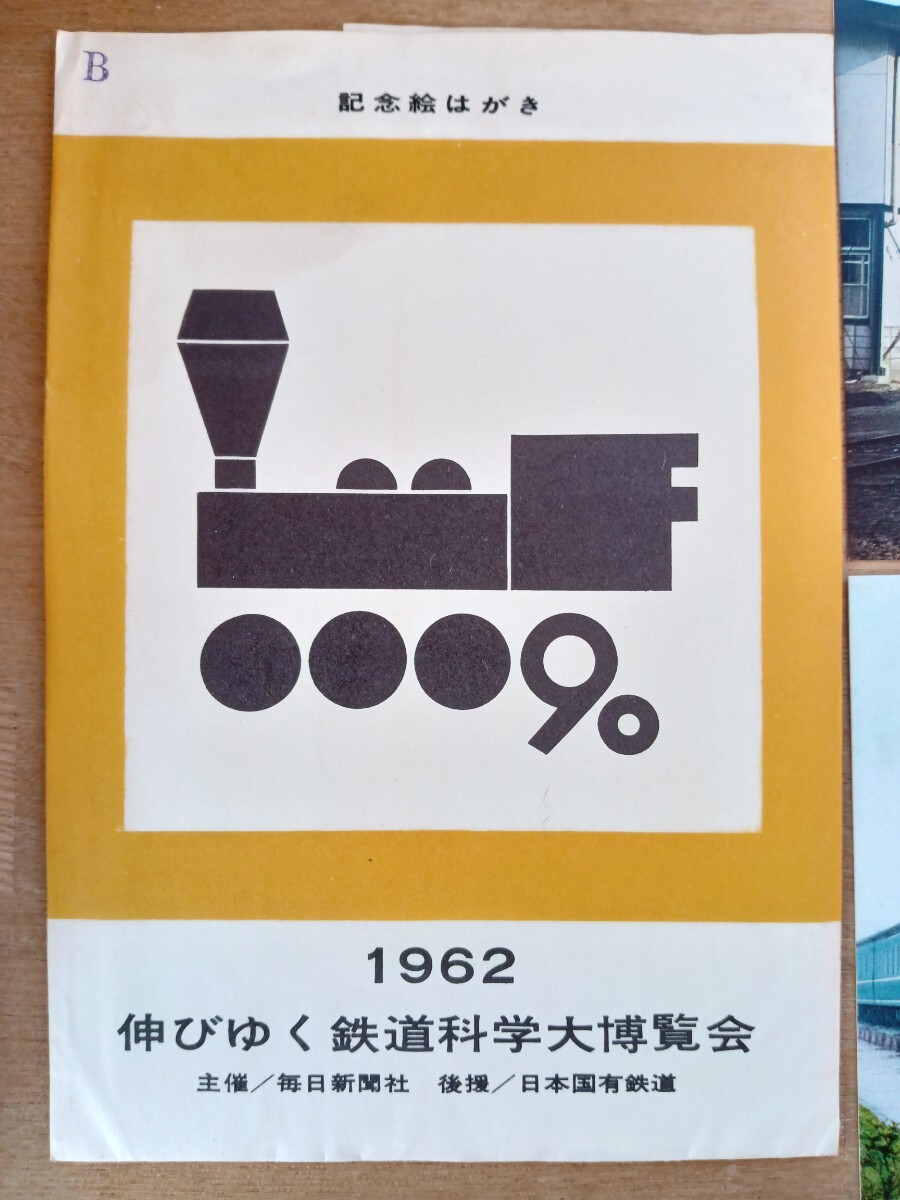 B
記念絵はがき
90
1962
伸びゆく鉄道科学大博覧会
主催／毎日新聞社　後援／日本国有鉄道